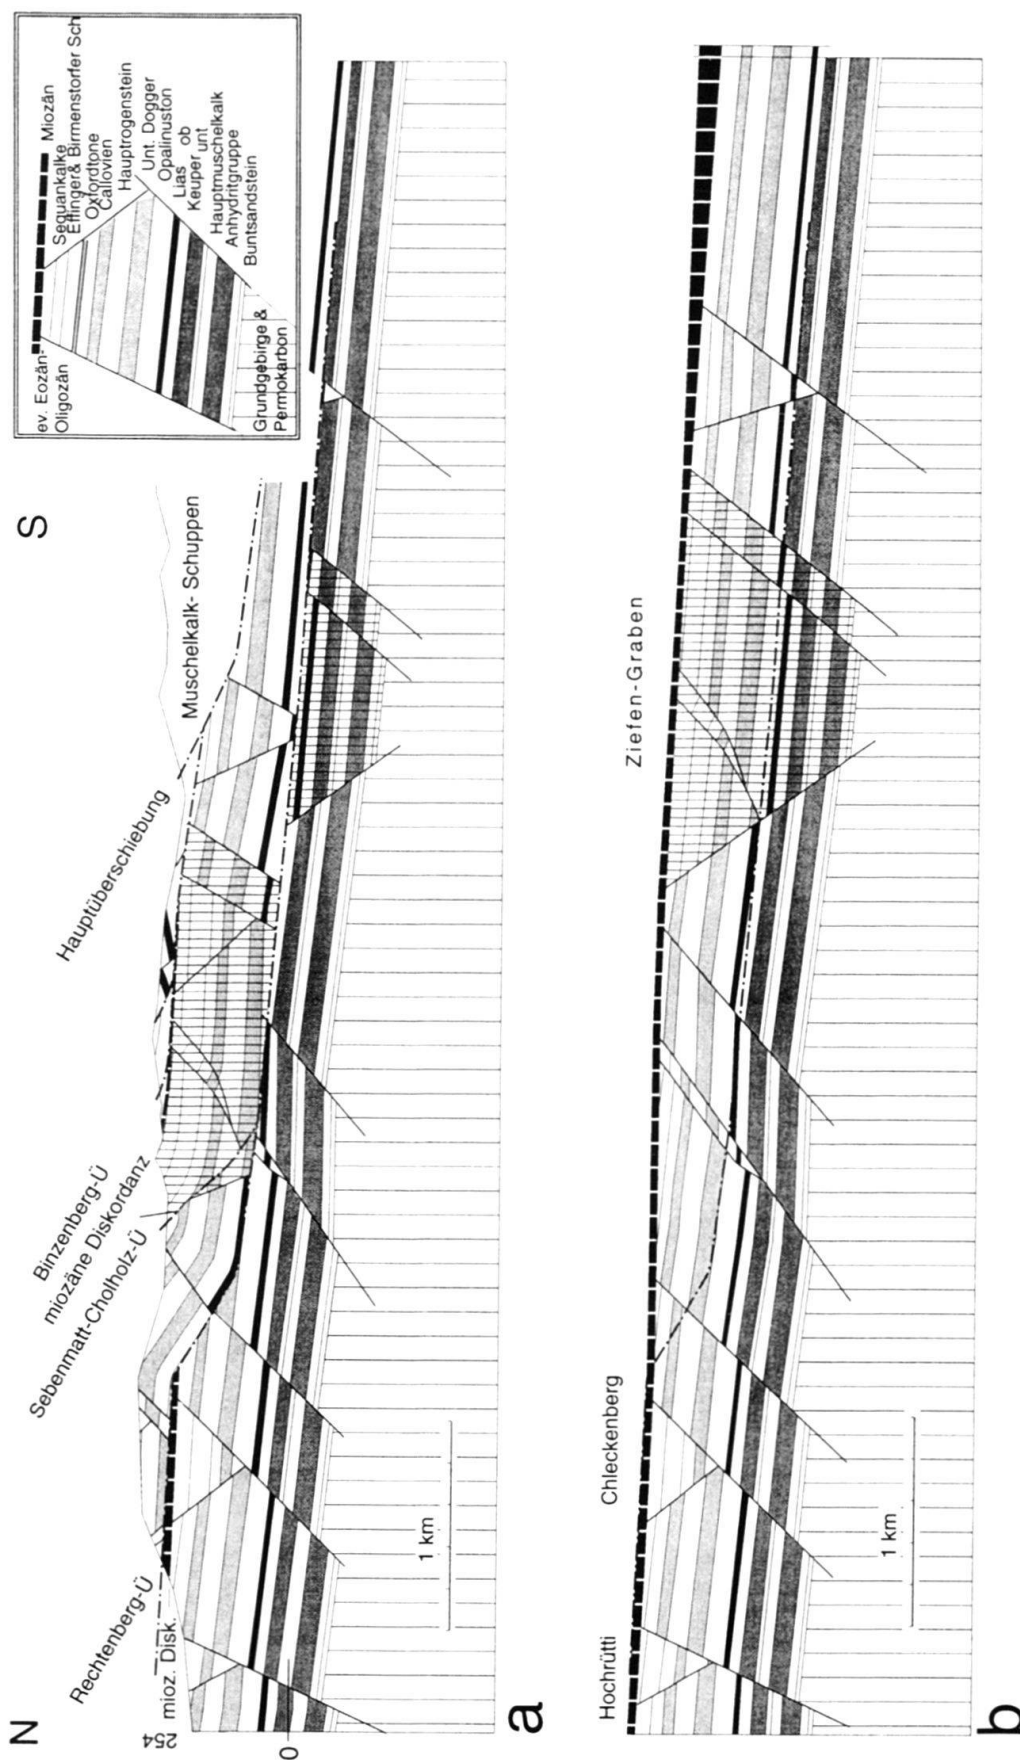 N
S
Rechtenberg-Ü
mioz. Disk.
254
0
Sebenmatt-Cholholz-Ü
miozäne Diskordanz
Binzenberg-Ü
Hauptüberschiebung
Muschelkalk-Schuppen
1 km
a
ev. Eozän-
Oligozän
Miozän
Sequankalke
Effinger & Birmenstorfer Sch
Oxfordtone
Callovien
Hauptrogenstein
Unt. Dogger
Opalinuston
Lias
Keuper ob
unt
Hauptmuschelkalk
Anhydritgruppe
Buntsandstein
Grundgebirge &
Permokarbon
Hochrütti
Chleckenberg
Ziefen-Graben
1 km
b